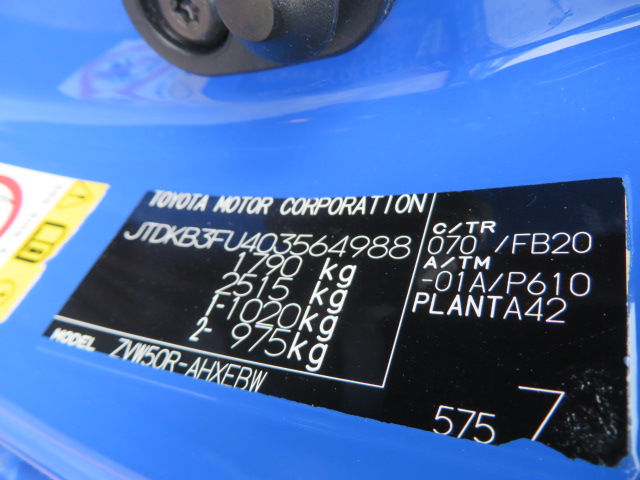 TOYOTA MOTOR CORPORATION
JTDKB3FU403564988
1790 kg
2515 kg
1-1020kg
2- 975kg
C/TR
070 /FB20
A/TM
-01A/P610
PLANTA42
MODEL ZVW50R-AHXEBW
575 7